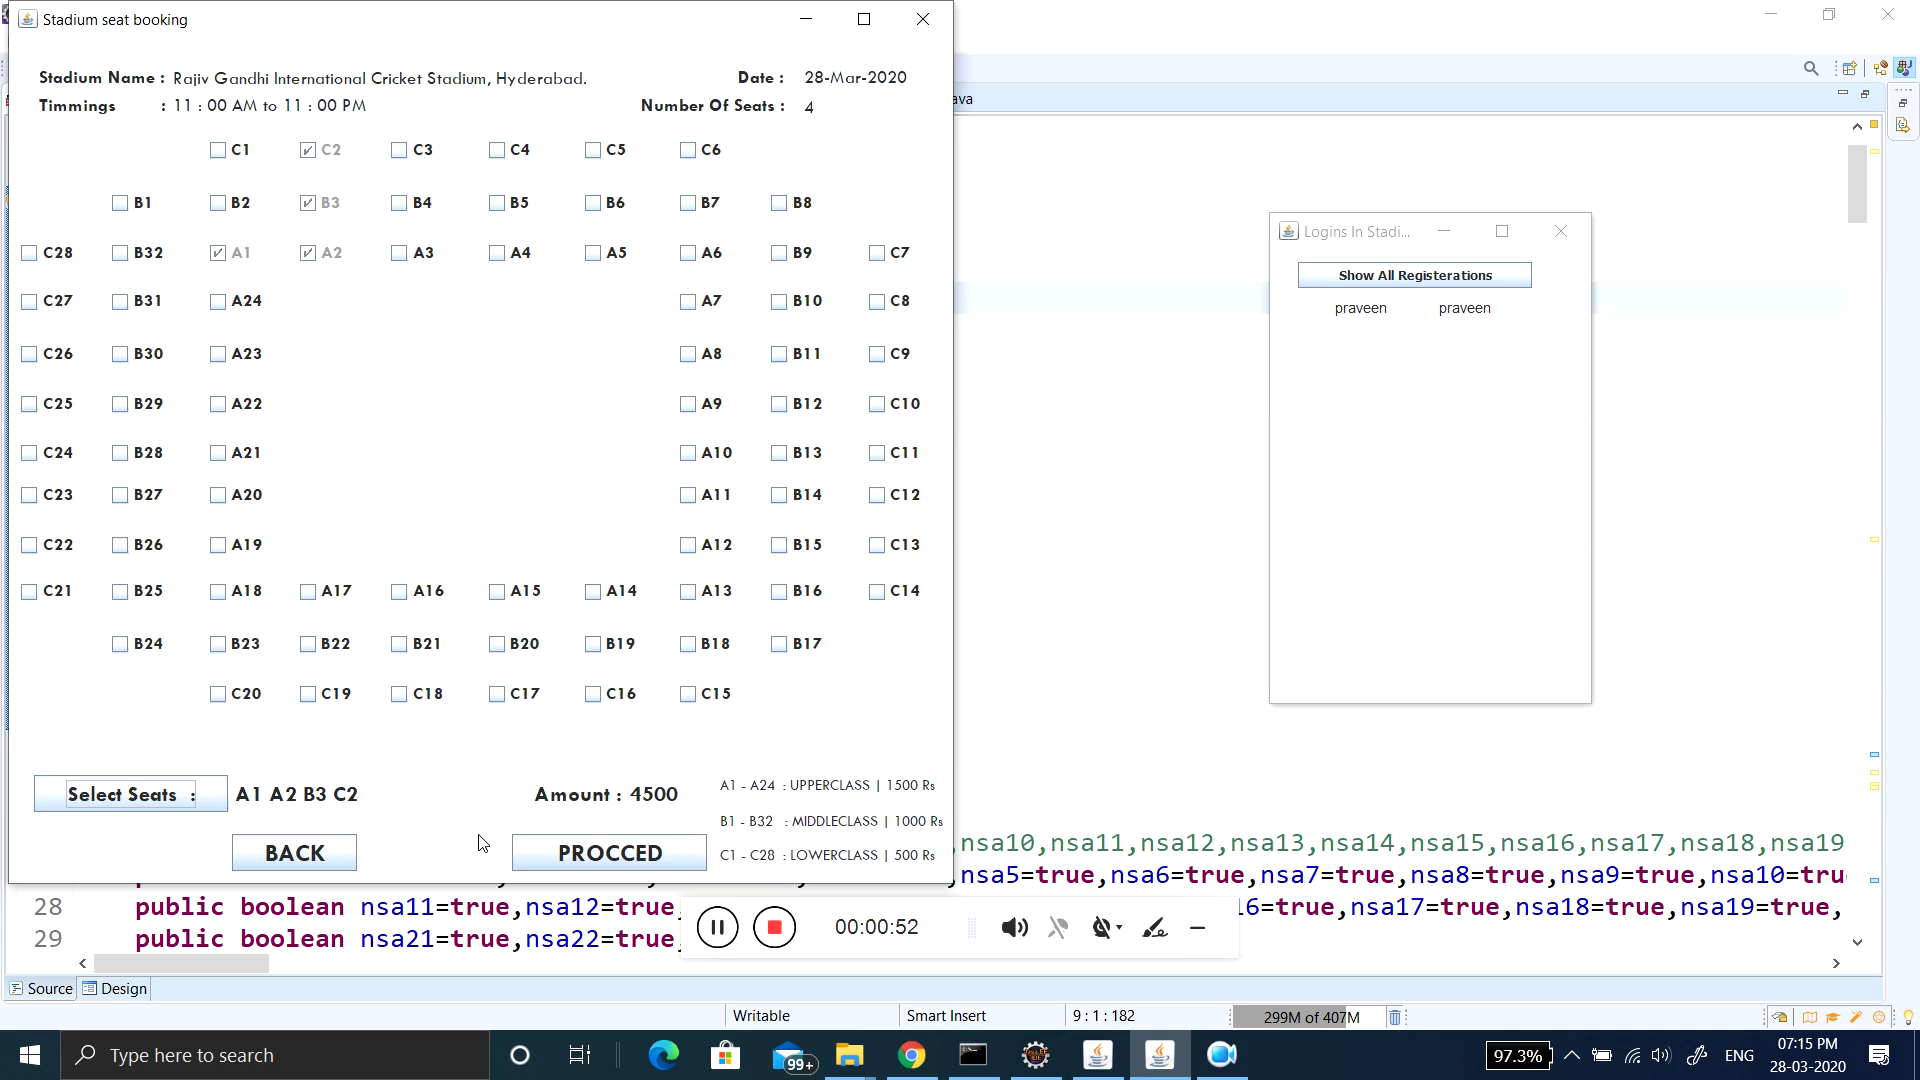 Stadium seat booking
Stadium Name : Rajiv Gandhi International Cricket Stadium, Hyderabad. Date : 28-Mar-2020
Timmings : 11 : 00 AM to 11 : 00 PM Number Of Seats : 4
C1 C2 C3 C4 C5 C6
B1 B2 B3 B4 B5 B6 B7 B8
C28 B32 A1 A2 A3 A4 A5 A6 B9 C7
C27 B31 A24 A7 B10 C8
C26 B30 A23 A8 B11 C9
C25 B29 A22 A9 B12 C10
C24 B28 A21 A10 B13 C11
C23 B27 A20 A11 B14 C12
C22 B26 A19 A12 B15 C13
C21 B25 A18 A17 A16 A15 A14 A13 B16 C14
B24 B23 B22 B21 B20 B19 B18 B17
C20 C19 C18 C17 C16 C15
Select Seats : A1 A2 B3 C2 Amount : 4500
A1 - A24 : UPPERCLASS | 1500 Rs
B1 - B32 : MIDDLECLASS | 1000 Rs
C1 - C28 : LOWERCLASS | 500 Rs
BACK PROCCED
ava
Logins In Stadi...
Show All Registerations
praveen praveen
,nsa10,nsa11,nsa12,nsa13,nsa14,nsa15,nsa16,nsa17,nsa18,nsa19
,nsa5=true,nsa6=true,nsa7=true,nsa8=true,nsa9=true,nsa10=tru
28 public boolean nsa11=true,nsa12=true, 16=true,nsa17=true,nsa18=true,nsa19=true,
29 public boolean nsa21=true,nsa22=true,
00:00:52
Source Design
Writable Smart Insert 9 : 1 : 182 299M of 407M
Type here to search
99+
97.3% ENG 07:15 PM
28-03-2020